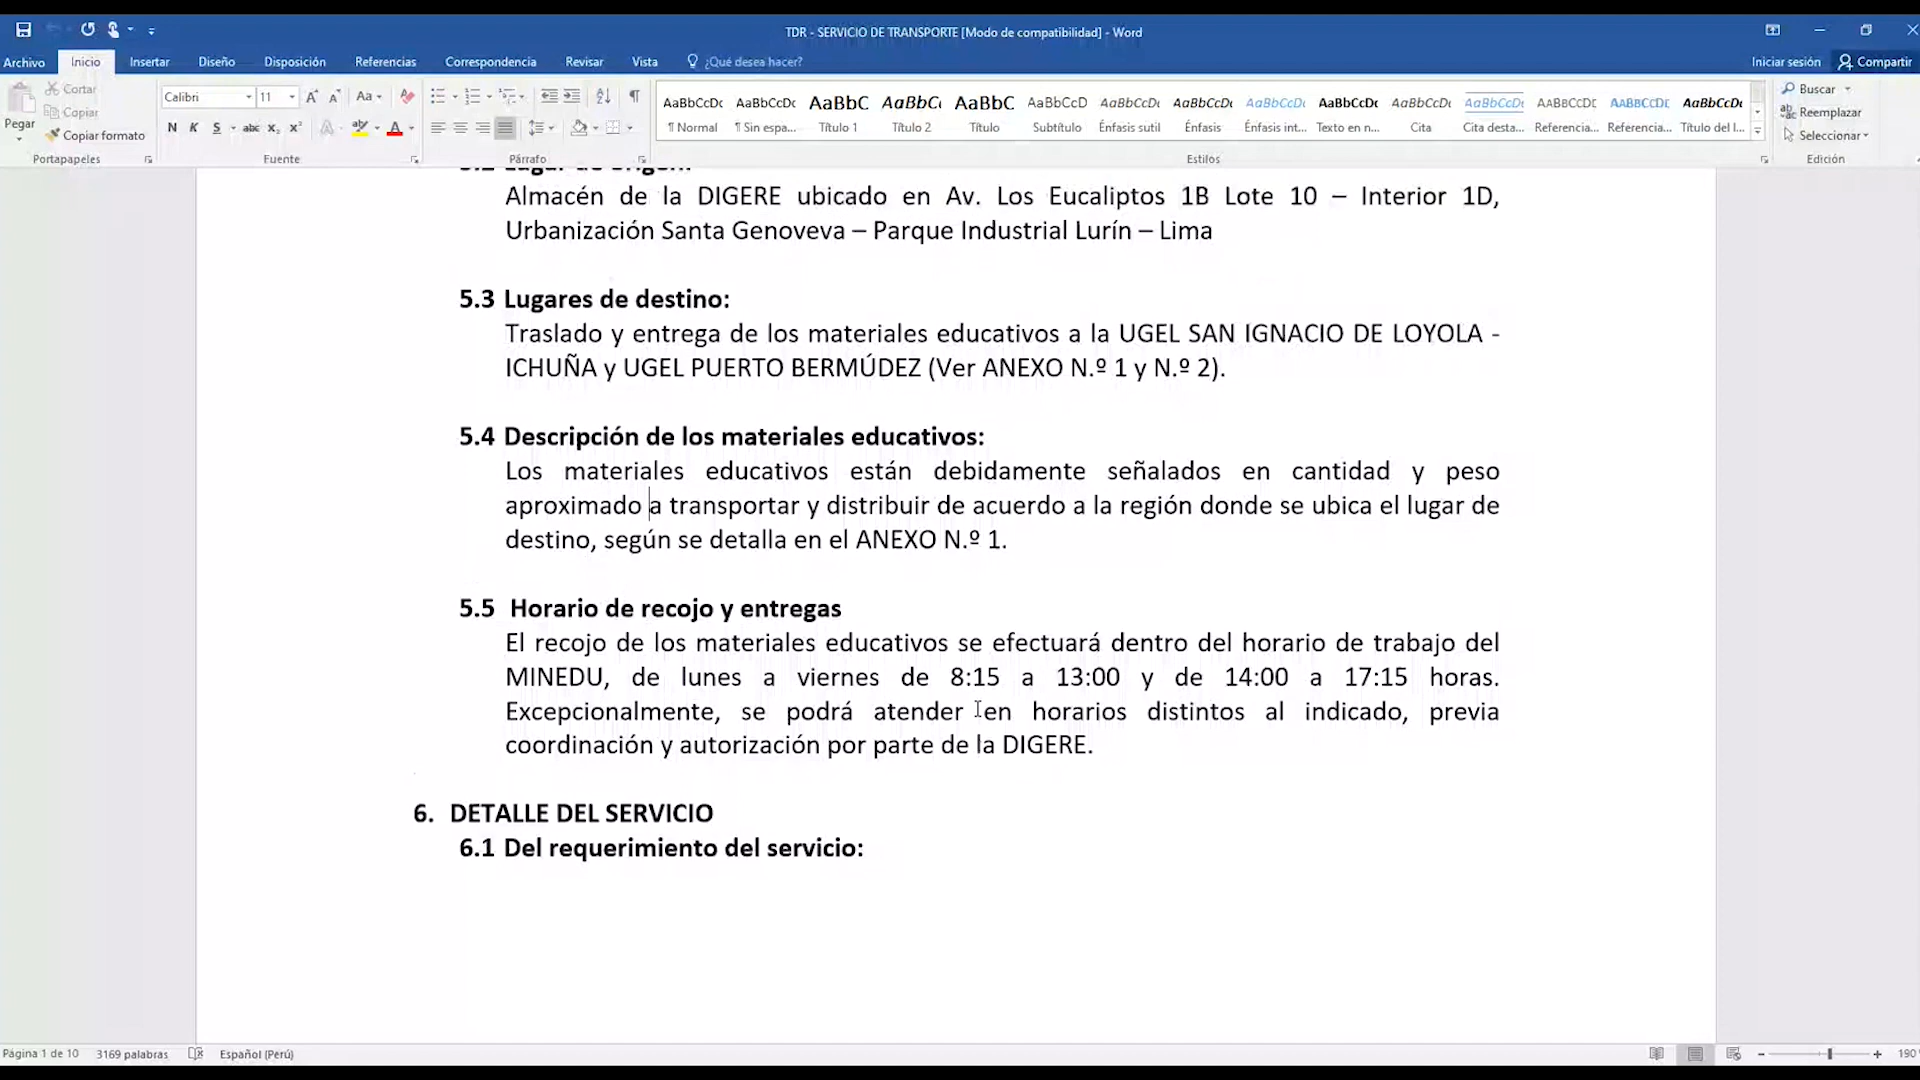 TDR - SERVICIO DE TRANSPORTE [Modo de compatibilidad] - Word
Archivo Inicio Insertar Diseño Disposición Referencias Correspondencia Revisar Vista ¿Qué desea hacer? Iniciar sesión Compartir
Pegar
Cortar
Copiar
Copiar formato
Portapapeles
Calibri 11 Aa
N K S abc x₂ x² A
Fuente
Párrafo
AaBbCcDc AaBbCcDc AaBbC AaBbC AaBbC AaBbCcD AaBbCcDc AaBbCcDc AaBbCcDc AaBbCcDc AaBbCcDc AaBbCcDc AABBCCDC AABBCCDC AaBbCcDc
¶ Normal ¶ Sin espa... Título 1 Título 2 Título Subtítulo Énfasis sutil Énfasis Énfasis int... Texto en n... Cita Cita desta... Referencia... Referencia... Título del l...
Estilos
Buscar
Reemplazar
Seleccionar
Edición
Almacén de la DIGERE ubicado en Av. Los Eucaliptos 1B Lote 10 – Interior 1D,
Urbanización Santa Genoveva – Parque Industrial Lurín – Lima
5.3 Lugares de destino:
Traslado y entrega de los materiales educativos a la UGEL SAN IGNACIO DE LOYOLA -
ICHUÑA y UGEL PUERTO BERMÚDEZ (Ver ANEXO N.º 1 y N.º 2).
5.4 Descripción de los materiales educativos:
Los materiales educativos están debidamente señalados en cantidad y peso
aproximado a transportar y distribuir de acuerdo a la región donde se ubica el lugar de
destino, según se detalla en el ANEXO N.º 1.
5.5 Horario de recojo y entregas
El recojo de los materiales educativos se efectuará dentro del horario de trabajo del
MINEDU, de lunes a viernes de 8:15 a 13:00 y de 14:00 a 17:15 horas.
Excepcionalmente, se podrá atender en horarios distintos al indicado, previa
coordinación y autorización por parte de la DIGERE.
6. DETALLE DEL SERVICIO
6.1 Del requerimiento del servicio:
Página 1 de 10 3169 palabras Español (Perú) 190